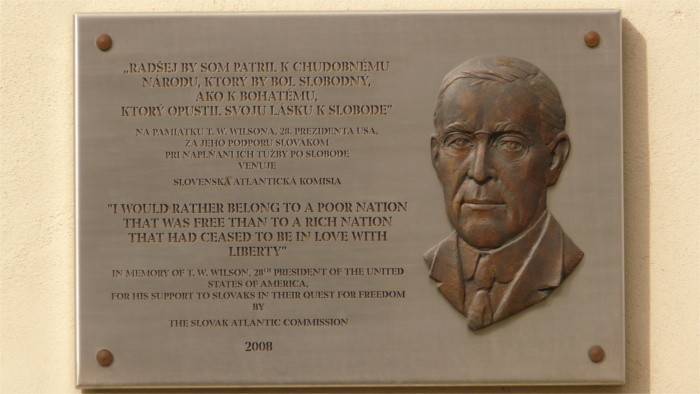 „RADŠEJ BY SOM PATRIL K CHUDOBNÉMU
NÁRODU, KTORÝ BY BOL SLOBODNÝ,
AKO K BOHATÉMU,
KTORÝ OPUSTIL SVOJU LÁSKU K SLOBODE"
NA PAMIATKU T. W. WILSONA, 28. PREZIDENTA USA,
ZA JEHO PODPORU SLOVÁKOM
PRI NAPĹŇANI ICH TÚŽBY PO SLOBODE
VENUJE
SLOVENSKÁ ATLANTICKÁ KOMISIA
"I WOULD RATHER BELONG TO A POOR NATION
THAT WAS FREE THAN TO A RICH NATION
THAT HAD CEASED TO BE IN LOVE WITH
LIBERTY"
IN MEMORY OF T. W. WILSON, 28TH PRESIDENT OF THE UNITED
STATES OF AMERICA,
FOR HIS SUPPORT TO SLOVAKS IN THEIR QUEST FOR FREEDOM
BY
THE SLOVAK ATLANTIC COMMISSION
2008